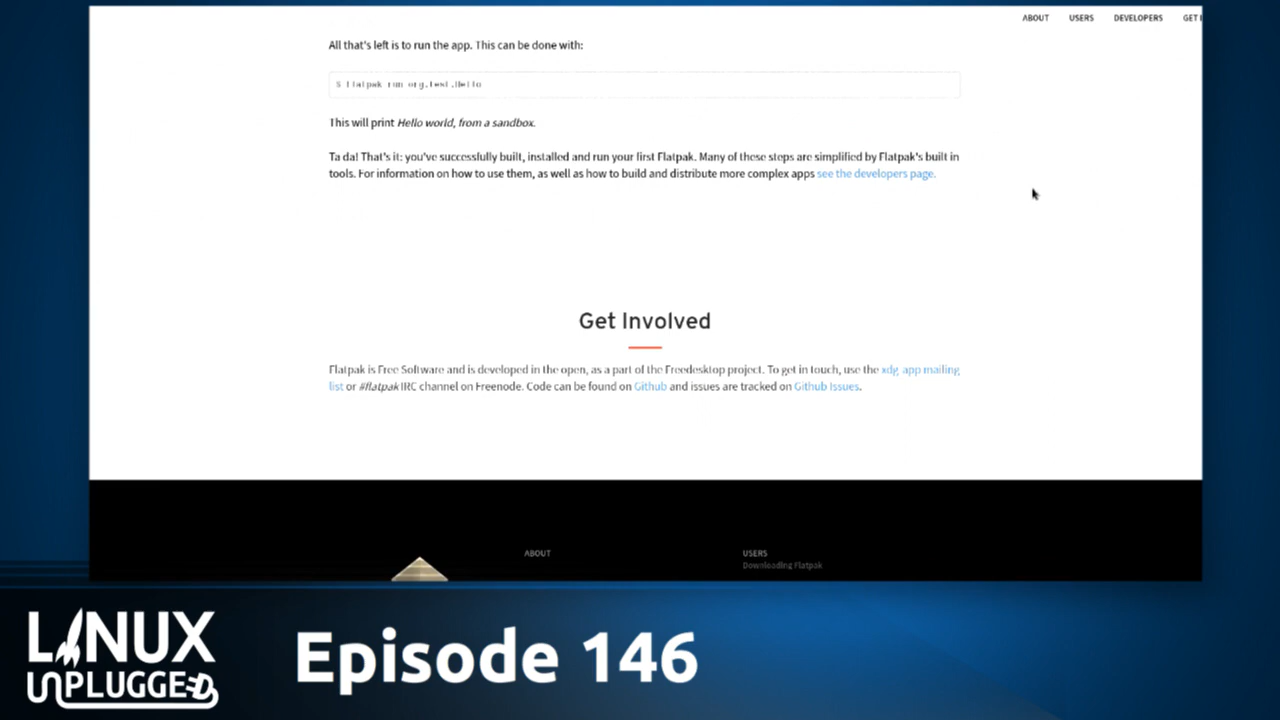 ABOUT USERS DEVELOPERS GET I
All that's left is to run the app. This can be done with:
$ flatpak run org.test.Hello
This will print Hello world, from a sandbox.
Ta da! That's it: you've successfully built, installed and run your first Flatpak. Many of these steps are simplified by Flatpak's built in
tools. For information on how to use them, as well as how to build and distribute more complex apps see the developers page.
Get Involved
Flatpak is Free Software and is developed in the open, as a part of the Freedesktop project. To get in touch, use the xdg-app mailing
list or #flatpak IRC channel on Freenode. Code can be found on Github and issues are tracked on Github Issues.
ABOUT USERS
Downloading Flatpak
LINUX
UNPLUGGED
Episode 146